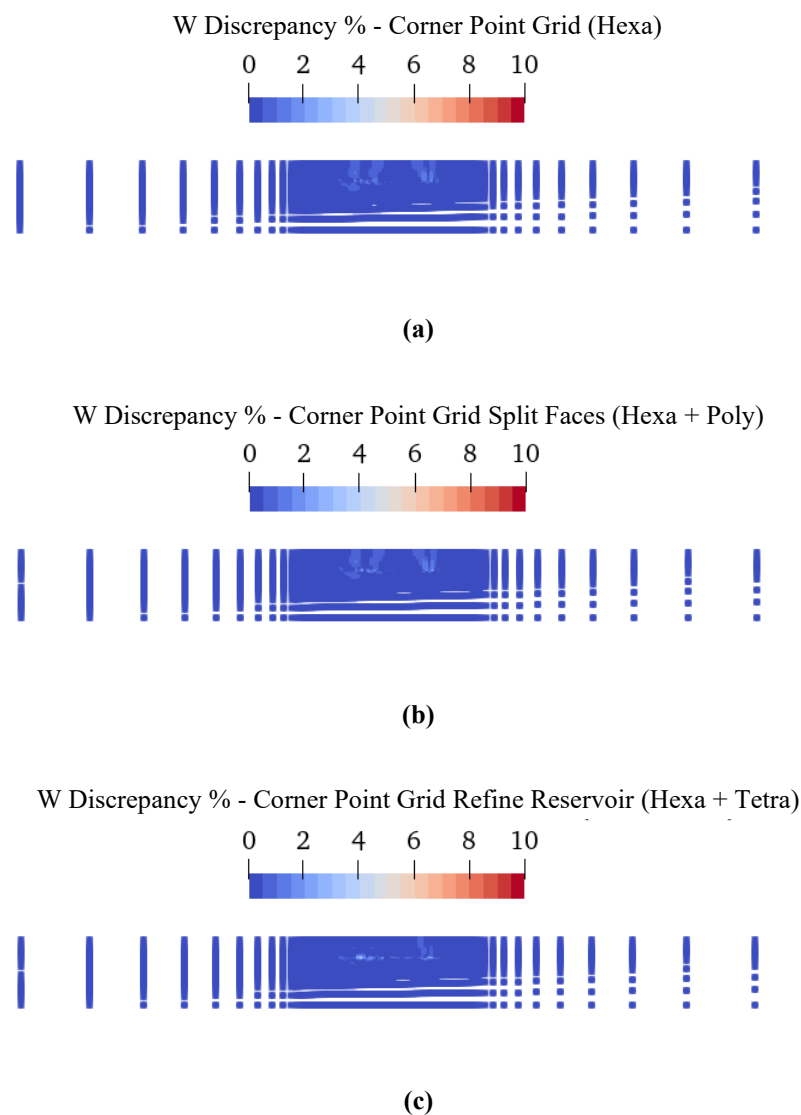 W Discrepancy % - Corner Point Grid (Hexa)
0 2 4 6 8 10
(a)
W Discrepancy % - Corner Point Grid Split Faces (Hexa + Poly)
0 2 4 6 8 10
(b)
W Discrepancy % - Corner Point Grid Refine Reservoir (Hexa + Tetra)
0 2 4 6 8 10
(c)